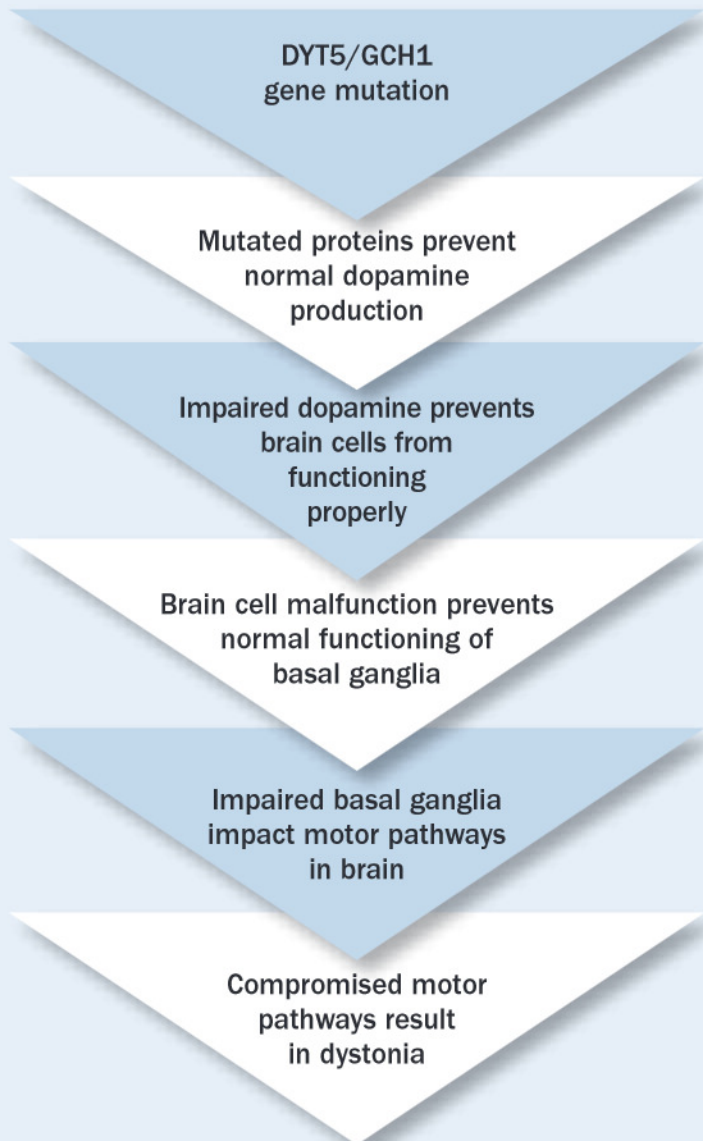 DYT5/GCH1
gene mutation
Mutated proteins prevent
normal dopamine
production
Impaired dopamine prevents
brain cells from
functioning
properly
Brain cell malfunction prevents
normal functioning of
basal ganglia
Impaired basal ganglia
impact motor pathways
in brain
Compromised motor
pathways result
in dystonia